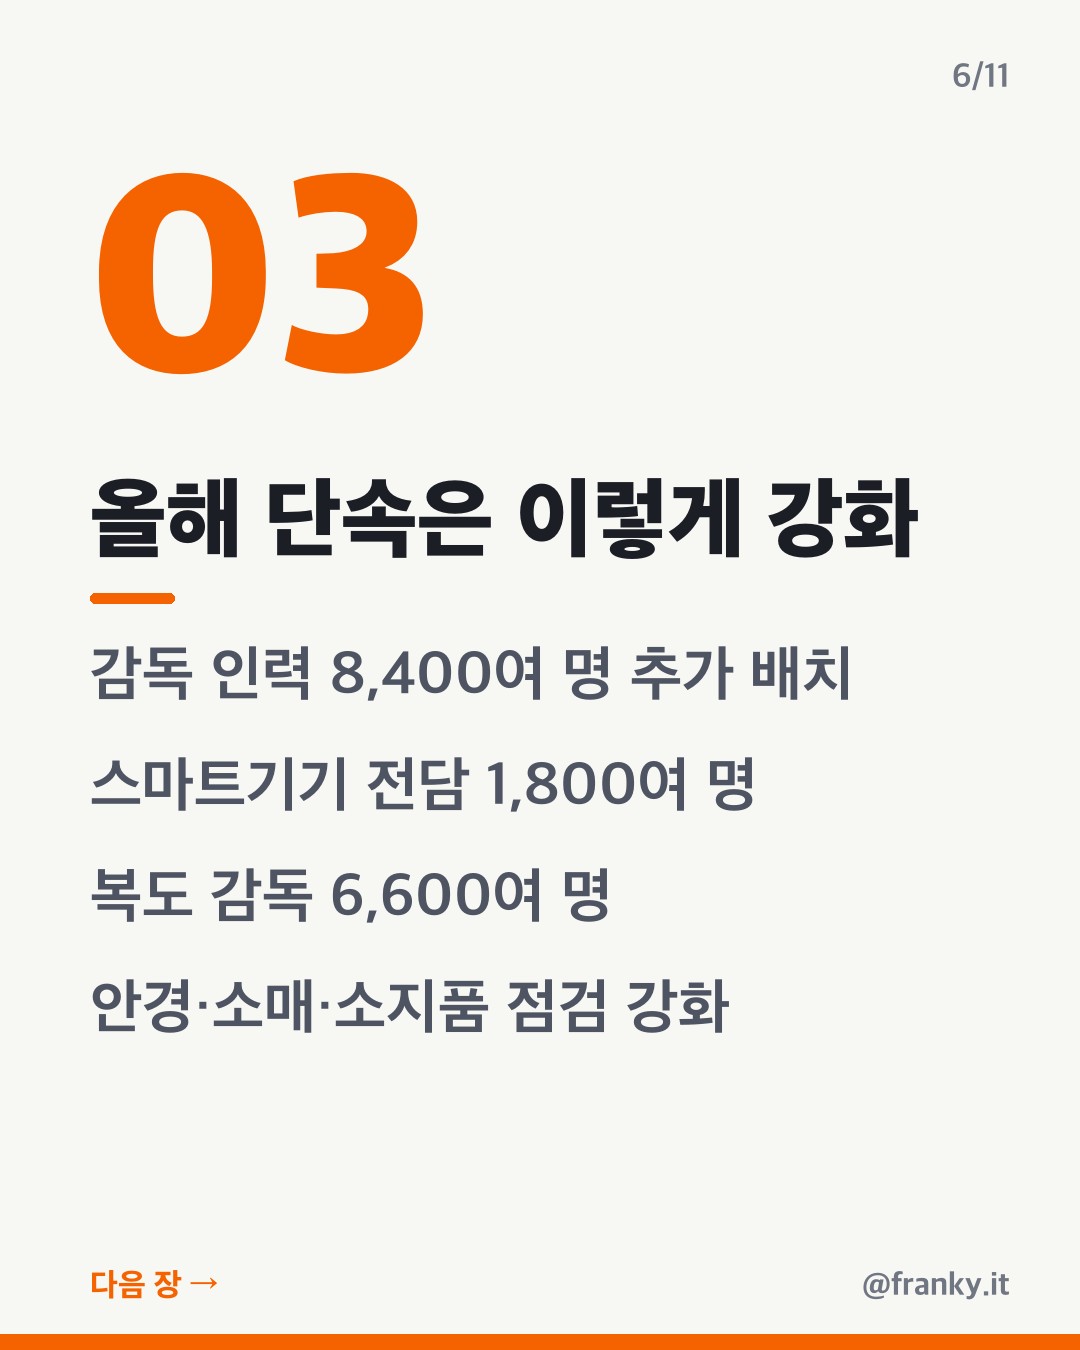 6/11
03
올해 단속은 이렇게 강화
감독 인력 8,400여 명 추가 배치
스마트기기 전담 1,800여 명
복도 감독 6,600여 명
안경·소매·소지품 점검 강화
다음 장 →
@franky.it